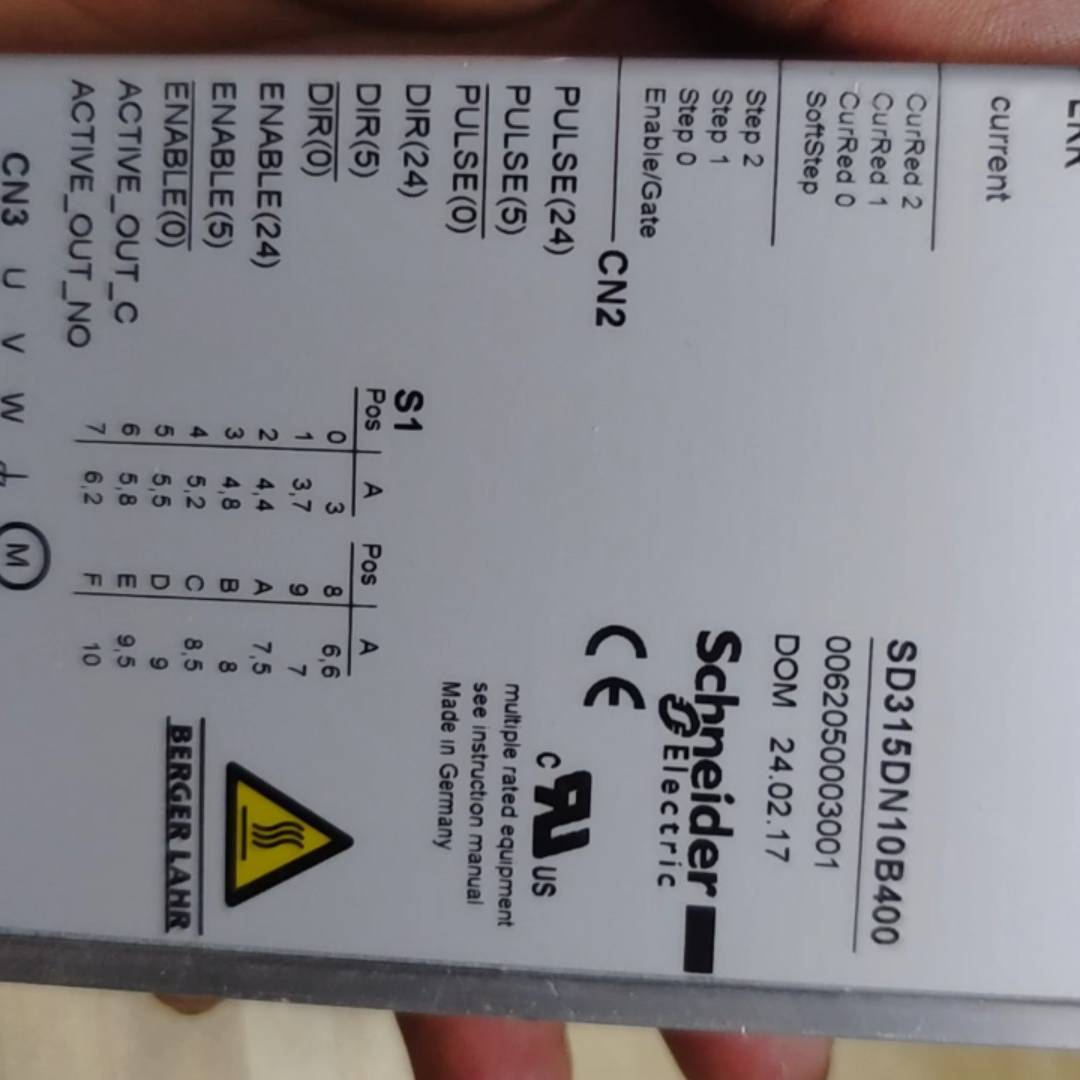 current
CurRed 2
CurRed 1
CurRed 0
SoftStep
Step 2
Step 1
Step 0
Enable/Gate
CN2
PULSE(24)
PULSE(5)
PULSE(0)
DIR(24)
DIR(5)
DIR(0)
ENABLE(24)
ENABLE(5)
ENABLE(0)
ACTIVE_OUT_C
ACTIVE_OUT_NO
CN3 U V W M
S1
Pos A Pos A
0 3 8 6,6
1 3,7 9 7
2 4,4 A 7,5
3 4,8 B 8
4 5,2 C 8,5
5 5,5 D 9
6 5,8 E 9,5
7 6,2 F 10
SD315DN10B400
0062050003001
DOM 24.02.17
Schneider
Electric
CE
c UL US
multiple rated equipment
see instruction manual
Made in Germany
BERGER LAHR